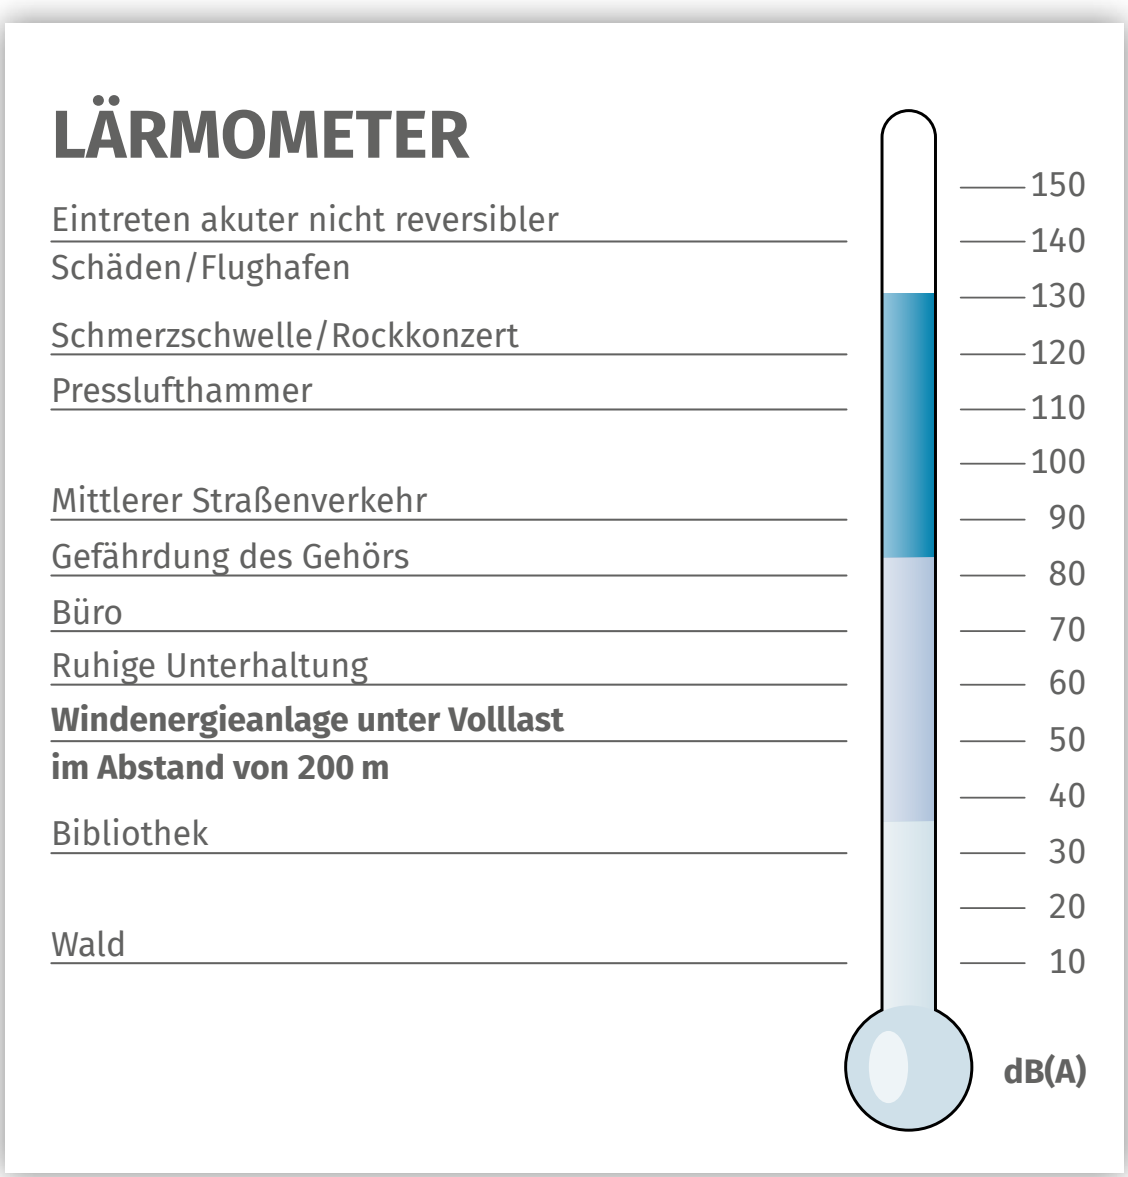 LÄRMOMETER
Eintreten akuter nicht reversibler
Schäden/Flughafen
Schmerzschwelle/Rockkonzert
Presslufthammer
Mittlerer Straßenverkehr
Gefährdung des Gehörs
Büro
Ruhige Unterhaltung
Windenergieanlage unter Volllast
im Abstand von 200 m
Bibliothek
Wald
150
140
130
120
110
100
90
80
70
60
50
40
30
20
10
dB(A)